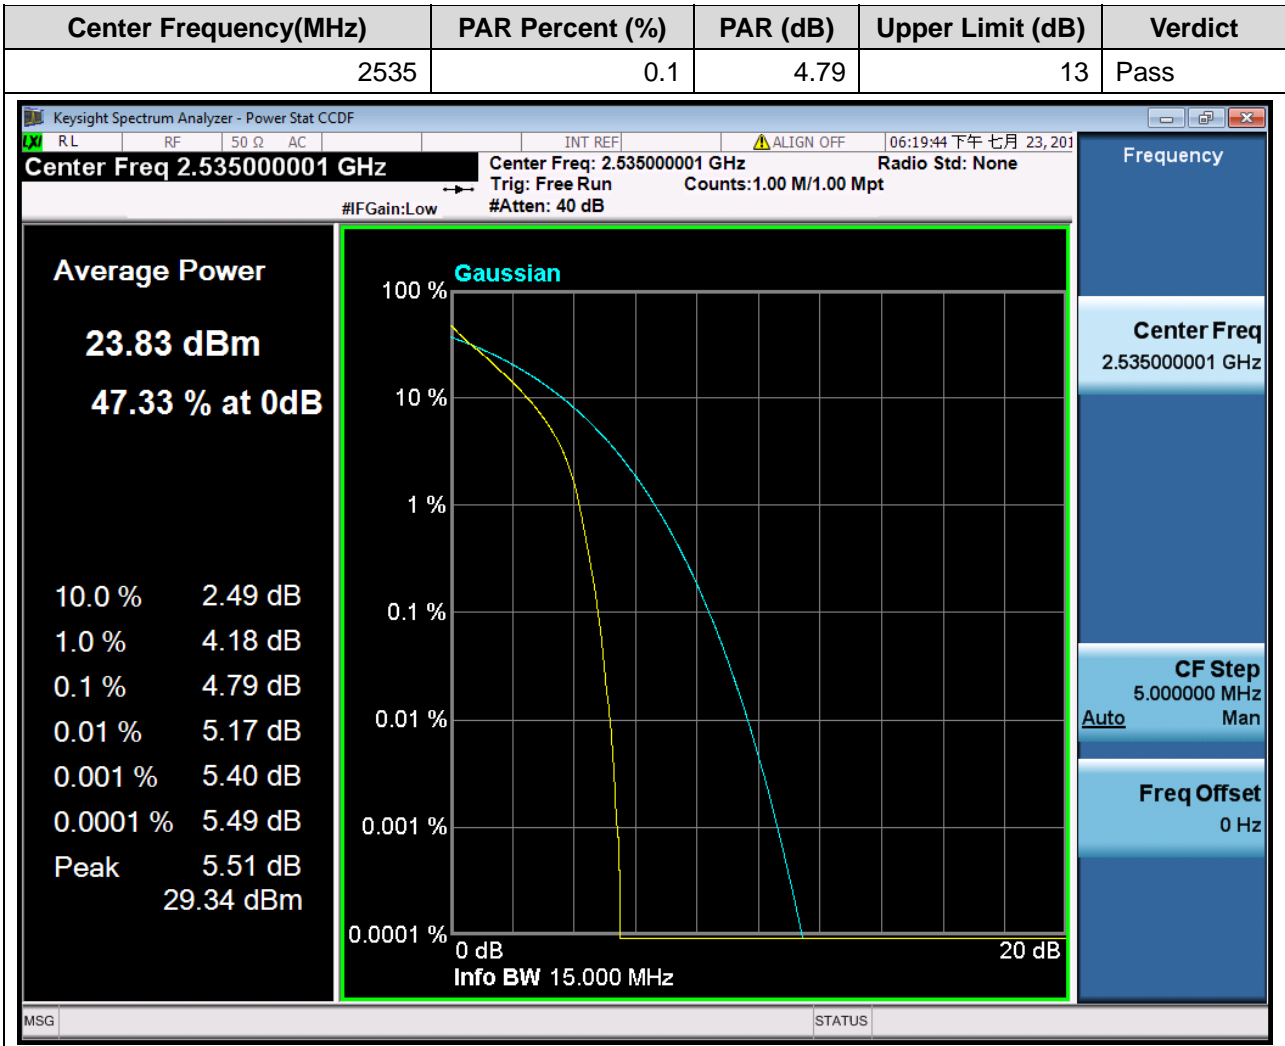 Center Frequency(MHz) PAR Percent (%) PAR (dB) Upper Limit (dB) Verdict
2535 0.1 4.79 13 Pass
Keysight Spectrum Analyzer - Power Stat CCDF
LXI RL RF 50 Ω AC INT REF ALIGN OFF 06:19:44 下午 七月 23, 201
Center Freq 2.535000001 GHz
Center Freq: 2.535000001 GHz Radio Std: None
Trig: Free Run Counts:1.00 M/1.00 Mpt
#IFGain:Low #Atten: 40 dB
Average Power
23.83 dBm
47.33 % at 0dB
10.0 % 2.49 dB
1.0 % 4.18 dB
0.1 % 4.79 dB
0.01 % 5.17 dB
0.001 % 5.40 dB
0.0001 % 5.49 dB
Peak 5.51 dB
29.34 dBm
Gaussian
100 %
10 %
1 %
0.1 %
0.01 %
0.001 %
0.0001 %
0 dB 20 dB
Info BW 15.000 MHz
Frequency
Center Freq
2.535000001 GHz
CF Step
5.000000 MHz
Auto Man
Freq Offset
0 Hz
MSG STATUS